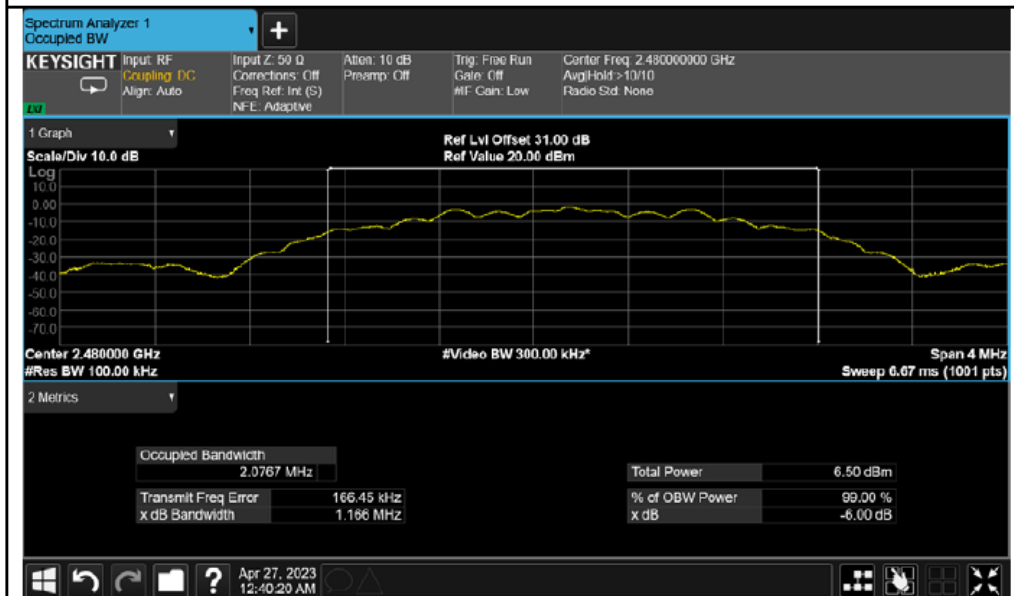 Spectrum Analyzer 1
Occupied BW
+
KEYSIGHT
Input: RF
Coupling: DC
Align: Auto
Input Z: 50 Ω
Corrections: Off
Freq Ref: Int (S)
NFE: Adaptive
Atten: 10 dB
Preamp: Off
Trig: Free Run
Gate: Off
#IF Gain: Low
Center Freq: 2.480000000 GHz
Avg|Hold:>10/10
Radio Std: None
LXI
1 Graph
Scale/Div 10.0 dB
Ref Lvl Offset 31.00 dB
Ref Value 20.00 dBm
Log
10.0
0.00
-10.0
-20.0
-30.0
-40.0
-50.0
-60.0
-70.0
Center 2.480000 GHz
#Video BW 300.00 kHz*
Span 4 MHz
#Res BW 100.00 kHz
Sweep 6.67 ms (1001 pts)
2 Metrics
Occupied Bandwidth
2.0767 MHz
Total Power 6.50 dBm
Transmit Freq Error 166.45 kHz
% of OBW Power 99.00 %
x dB Bandwidth 1.166 MHz
x dB -6.00 dB
?
Apr 27, 2023
12:40:20 AM